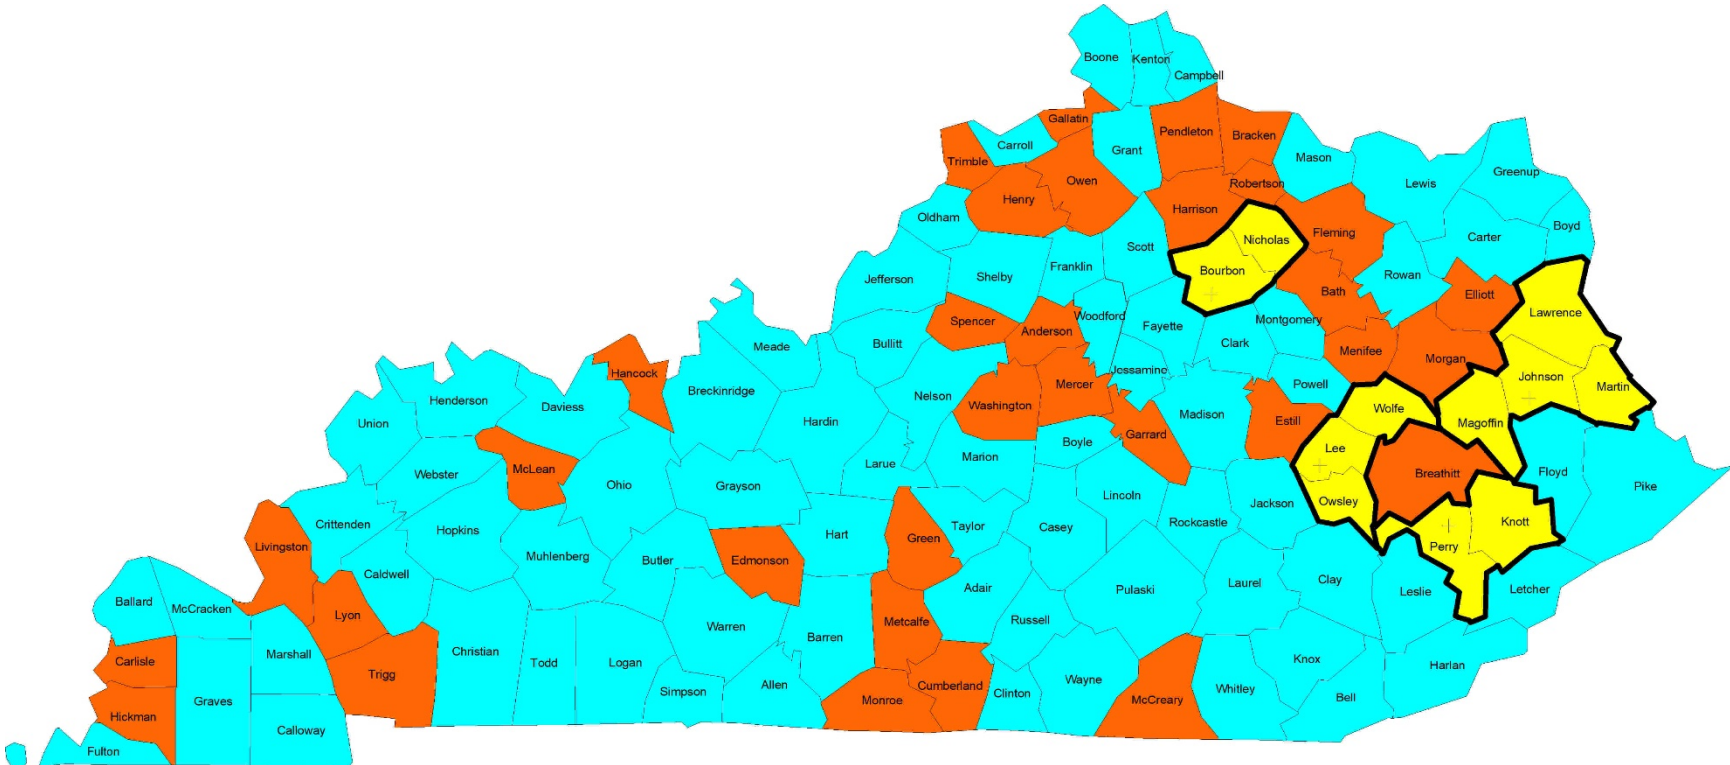 Boone
Kenton
Campbell
Gallatin
Pendleton
Bracken
Carroll
Grant
Mason
Trimble
Owen
Robertson
Lewis
Greenup
Henry
Harrison
Oldham
Fleming
Boyd
Nicholas
Carter
Scott
Franklin
Bourbon
Rowan
Shelby
Jefferson
Bath
Elliott
Lawrence
Spencer
Anderson
Woodford
Fayette
Montgomery
Bullitt
Meade
Clark
Menifee
Morgan
Hancock
Jessamine
Johnson
Martin
Breckinridge
Mercer
Powell
Nelson
Henderson
Daviess
Washington
Wolfe
Madison
Union
Hardin
Estill
Magoffin
Garrard
Boyle
Lee
Marion
Larue
McLean
Webster
Breathitt
Floyd
Ohio
Grayson
Pike
Lincoln
Owsley
Jackson
Crittenden
Taylor
Casey
Rockcastle
Knott
Hopkins
Hart
Green
Livingston
Perry
Muhlenberg
Butler
Edmonson
Caldwell
Clay
Laurel
Adair
Pulaski
Leslie
Letcher
Ballard
McCracken
Lyon
Metcalfe
Russell
Warren
Barren
Christian
Marshall
Carlisle
Todd
Logan
Knox
Harlan
Trigg
Wayne
Allen
Simpson
Cumberland
Clinton
Whitley
Bell
Graves
Monroe
McCreary
Hickman
Calloway
Fulton